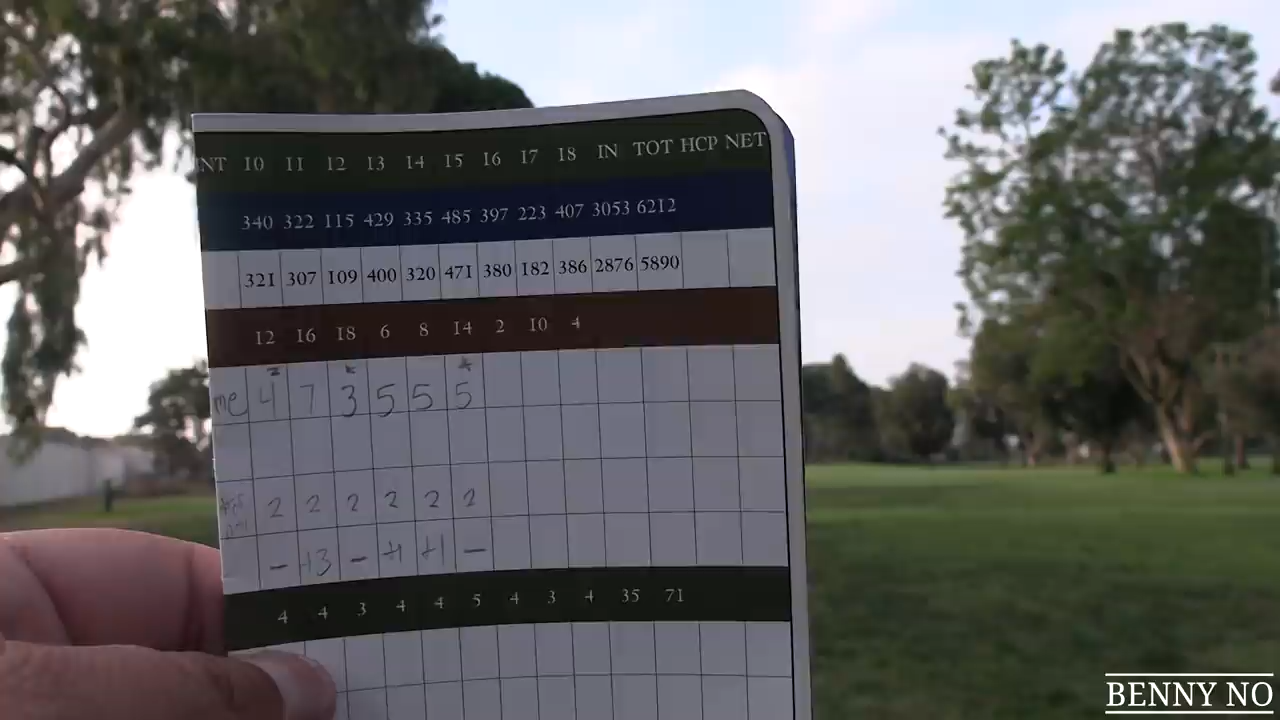 10 11 12 13 14 15 16 17 18 IN TOT HCP NET
340 322 115 429 335 485 397 223 407 3053 6212
321 307 109 400 320 471 380 182 386 2876 5890
12 16 18 6 8 14 2 10 4
me 4 7 3 5 5 5
2 2 2 2 2 2
- +3 - +1 +1 -
4 4 3 4 4 5 4 3 4 35 71
BENNY NO